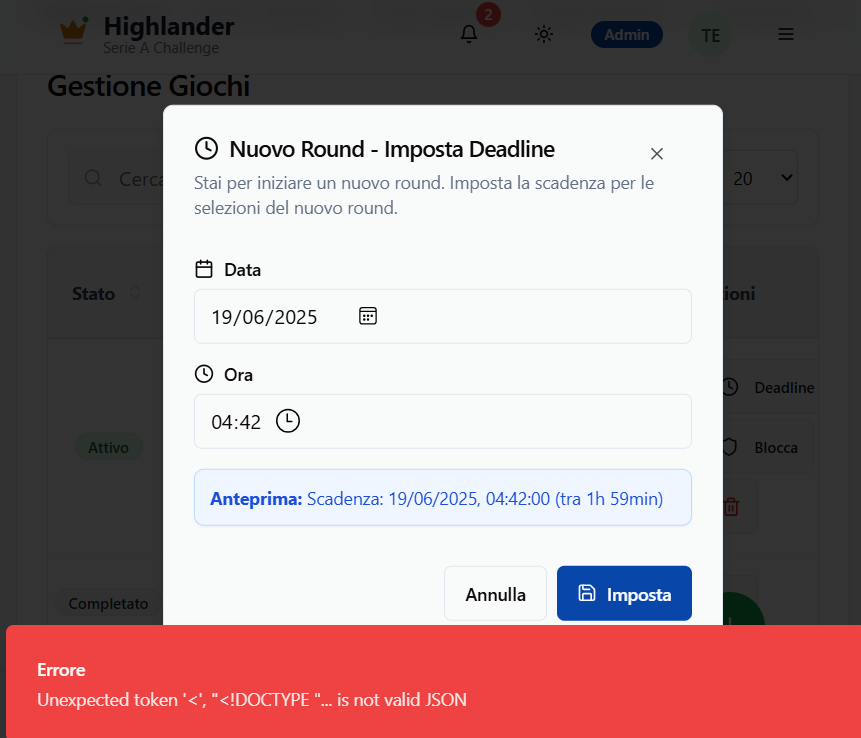 Highlander
Serie A Challenge
2
Admin
TE
Gestione Giochi
Cerca
20
Stato
ioni
Nuovo Round - Imposta Deadline
Stai per iniziare un nuovo round. Imposta la scadenza per le
selezioni del nuovo round.
Data
19/06/2025
Ora
04:42
Anteprima: Scadenza: 19/06/2025, 04:42:00 (tra 1h 59min)
Annulla
Imposta
Attivo
Deadline
Blocca
Completato
Errore
Unexpected token '<', "<!DOCTYPE "... is not valid JSON